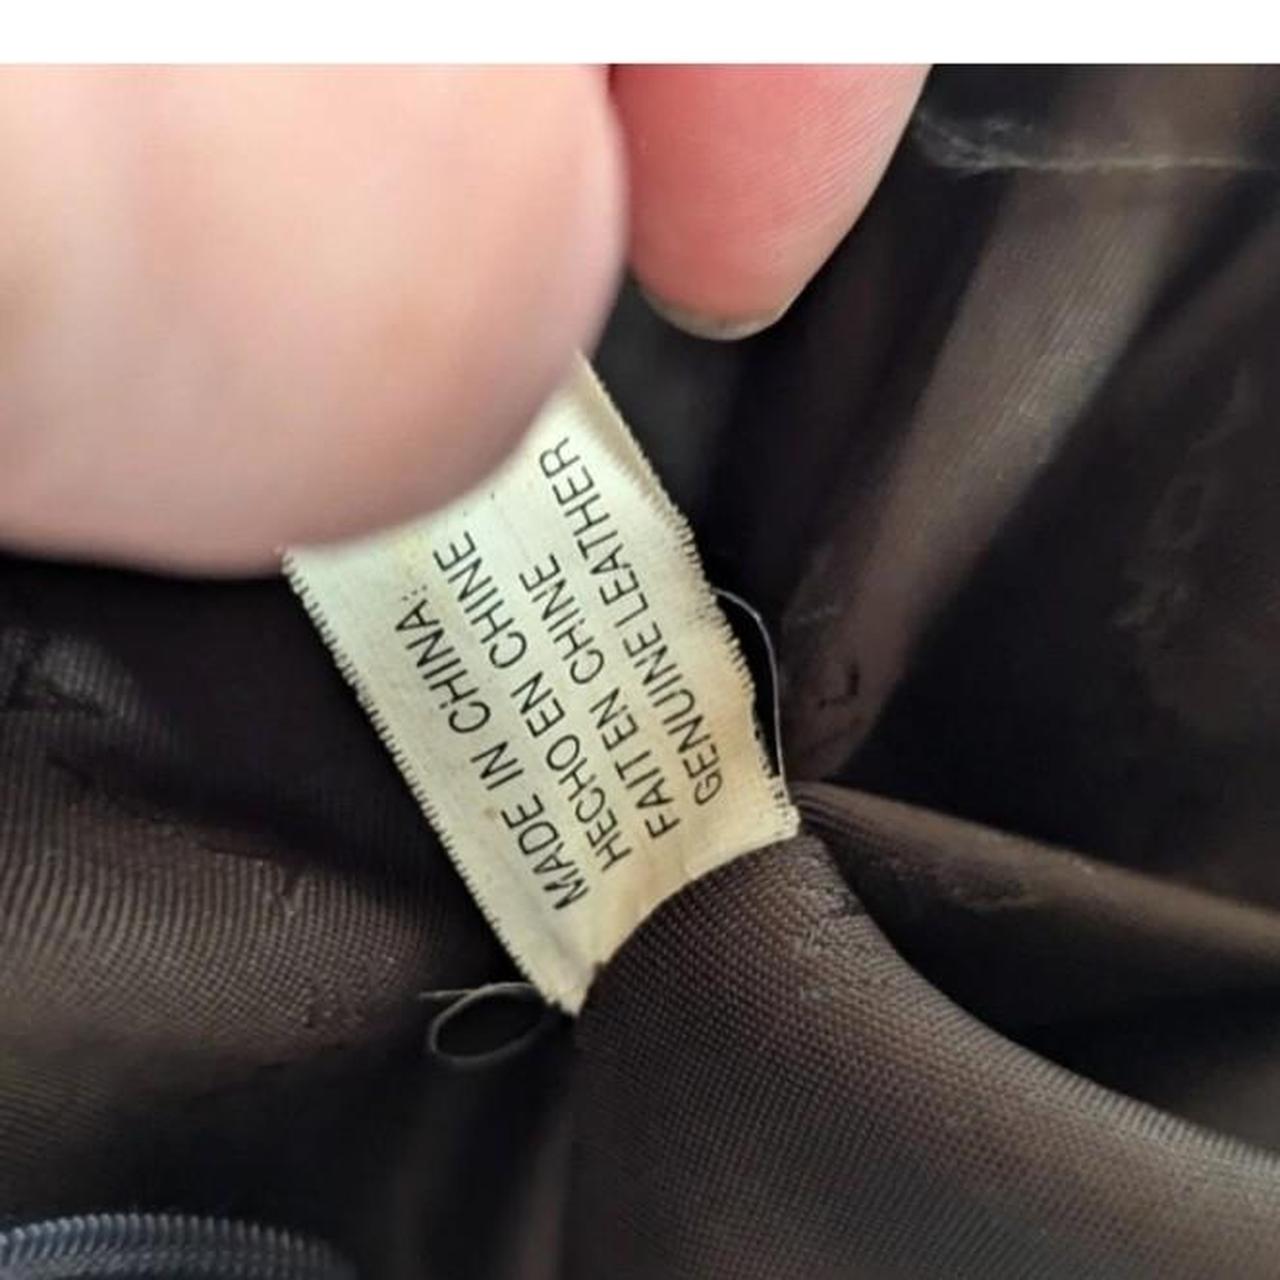 MADE IN CHINA:
HECHO EN CHINE
FAIT EN CHINE
GENUINE LEATHER